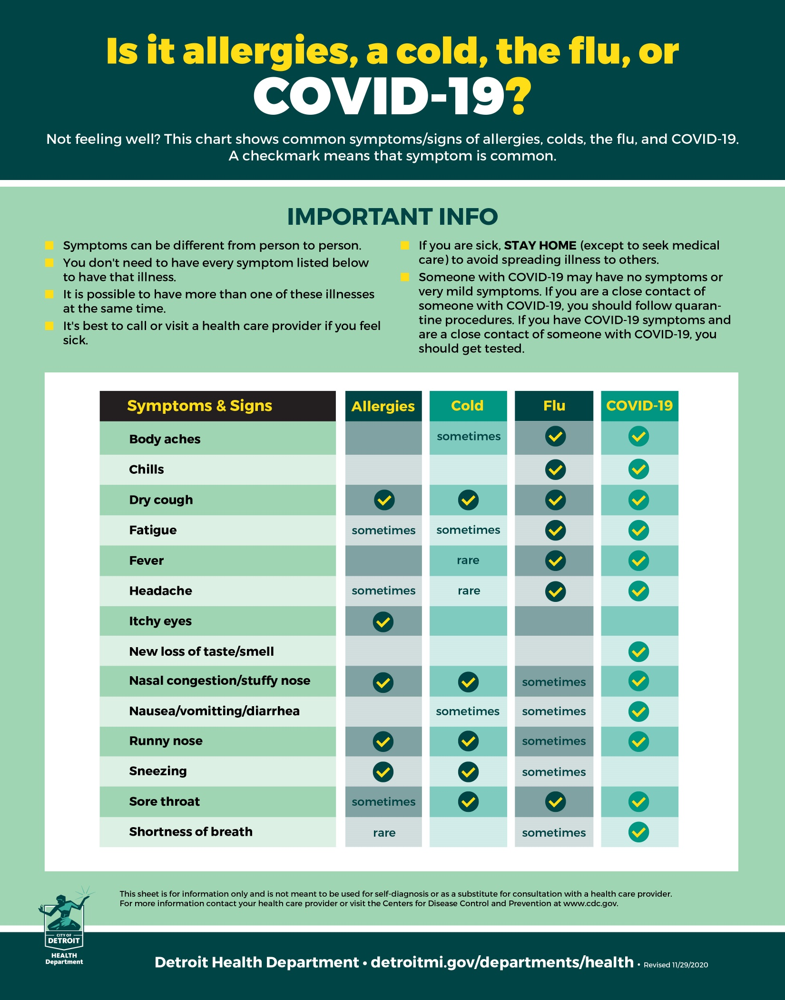 Is it allergies, a cold, the flu, or
COVID-19?
Not feeling well? This chart shows common symptoms/signs of allergies, colds, the flu, and COVID-19.
A checkmark means that symptom is common.
IMPORTANT INFO
Symptoms can be different from person to person.
You don't need to have every symptom listed below
to have that illness.
It is possible to have more than one of these illnesses
at the same time.
It's best to call or visit a health care provider if you feel
sick.
If you are sick, STAY HOME (except to seek medical
care) to avoid spreading illness to others.
Someone with COVID-19 may have no symptoms or
very mild symptoms. If you are a close contact of
someone with COVID-19, you should follow quaran-
tine procedures. If you have COVID-19 symptoms and
are a close contact of someone with COVID-19, you
should get tested.
Symptoms & Signs Allergies Cold Flu COVID-19
Body aches sometimes
Chills
Dry cough
Fatigue sometimes sometimes
Fever rare
Headache sometimes rare
Itchy eyes
New loss of taste/smell
Nasal congestion/stuffy nose sometimes
Nausea/vomitting/diarrhea sometimes sometimes
Runny nose sometimes
Sneezing sometimes
Sore throat sometimes
Shortness of breath rare sometimes
This sheet is for information only and is not meant to be used for self-diagnosis or as a substitute for consultation with a health care provider.
For more information contact your health care provider or visit the Centers for Disease Control and Prevention at www.cdc.gov.
CITY OF
DETROIT
HEALTH
Department
Detroit Health Department • detroitmi.gov/departments/health • Revised 11/29/2020